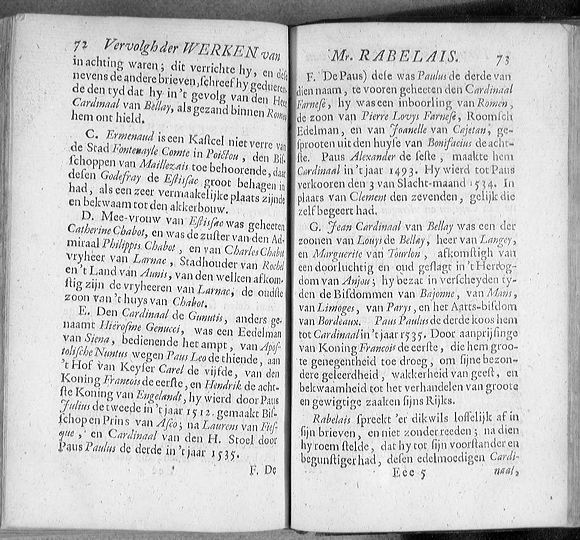 72 Vervolgh der WERKEN van
in achting waren; dit verrichte hy, en dese
nevens de andere brieven, schreef hy gedueren-
de den tyd dat hy in 't gevolg van den Heer
Cardinaal van Bellay, als gezand binnen Romen
hem ont hield.
C. Ermenaud is een Kasteel niet verre van
de Stad Fontenayle Comte in Poictou, den Bis-
schoppen van Maillezais toe behoorende, daar
desen Godefray de Estissac groot behagen in
had, als een zeer vermaakelijke plaats zijnde
en bekwaam tot den akkerbouw.
D. Mee-vrouw van Estissac was geheeten
Catherine Chabot, en was de zuster van den Ad-
miraal Philippis Chabot, en van Charles Chabot
vryheer van Larnac, Stadhouder van Rochel
en 't Land van Aunis, van den welken afkom-
stig zijn de vryheeren van Larnac, de oudste
zoon van 't huys van Chabot.
E. Den Cardinaal de Gunutis, anders ge-
naamt Hierôsme Genucci, was een Eedelman
van Siena, bedienende het ampt, van Apos-
tolische Nuntus wegen Paus Leo de thiende, aan
't Hof van Keyser Carel de vijfde, van den
Koning Francois de eerste, en Hendrik de acht-
ste Koning van Engelandt, hy wierd door Paus
Julius de tweede in 't jaar 1512. gemaakt Bis-
schop en Prins van Asco; na Laurens van Fus-
que, en Cardinaal van den H. Stoel door
Paus Paulus de derde in 't jaar 1535.
F. De
Mr. RABELAIS. 73
F. De Paus) dese was Paulus de derde van
dien naam, te vooren geheeten den Cardinaal
Farnese, hy was een inboorling van Romen,
de zoon van Pierre Lovys Farnese, Roomsch
Edelman, en van Joanelle van Cajetan, ge-
sprooten uit den huyse van Bonifacius de acht-
ste. Paus Alexander de seste, maakte hem
Cardinaal in 't jaar 1493. Hy wierd tot Paus
verkooren den 3 van Slacht-maand 1534. In
plaats van Clement den zevenden, gelijk die
zelf begeert had.
G. Jean Cardinaal van Bellay was een der
zoonen van Louis de Bellay, heer van Langey,
en Marguerite van Tourlon, afkomstigh van
een doorluchtig en oud geslagt in 't Hertog-
dom van Anjou; hy bezat in verscheyden ty-
den de Bisdommen van Bajonne, van Mans,
van Limoges, van Parys, en het Aarts-bisdom
van Bordeaux. Paus Paulus de derde koos hem
tot Cardinaal in't jaar 1535. Door aanprijsinge
van Koning Francois de eerste, die hem groo-
te genegentheid toe droeg, om sijne bezon-
dere geleerdheid, wakkerheid van geest, en
bekwaamheid tot het verhandelen van groote
en gewigtige zaaken sijns Rijks.
Rabelais spreekt 'er dikwils losselijk af in
sijn brieven, en niet zonder reeden; na dien
hy roem stelde, dat hy tot sijn voorstander en
begunstiger had, desen edelmoedigen Cardi-
Eee 5 naal,